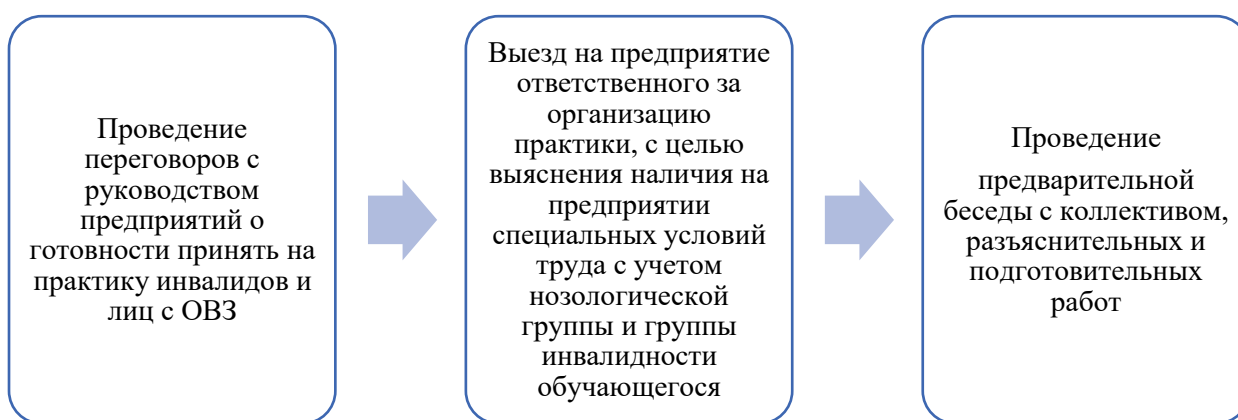 Проведение
переговоров с
руководством
предприятий о
готовности принять на
практику инвалидов и
лиц с ОВЗ
Выезд на предприятие
ответственного за
организацию
практики, с целью
выяснения наличия на
предприятии
специальных условий
труда с учетом
нозологической
группы и группы
инвалидности
обучающегося
Проведение
предварительной
беседы с коллективом,
разъяснительных и
подготовительных
работ